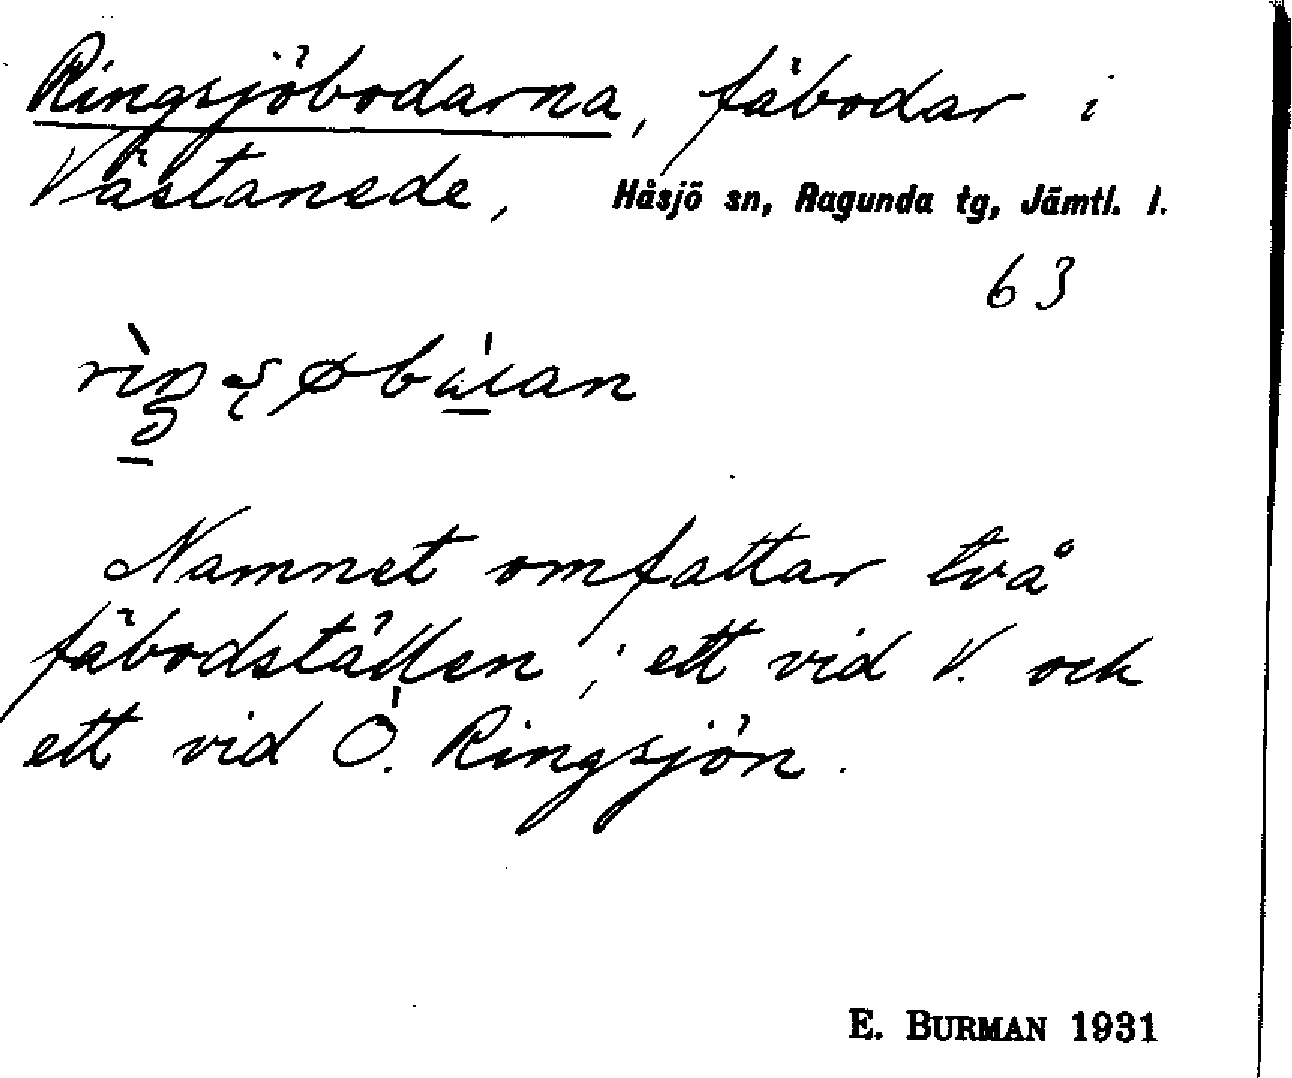 Ringsjöbodarna, fäbodar i
Västanede, Håsjö sn, Ragunda tg, Jämtl. l.
63
Namnet omfattar två
fäbodställen; ett vid V. och
ett vid Ö. Ringsjön.
E. BURMAN 1931